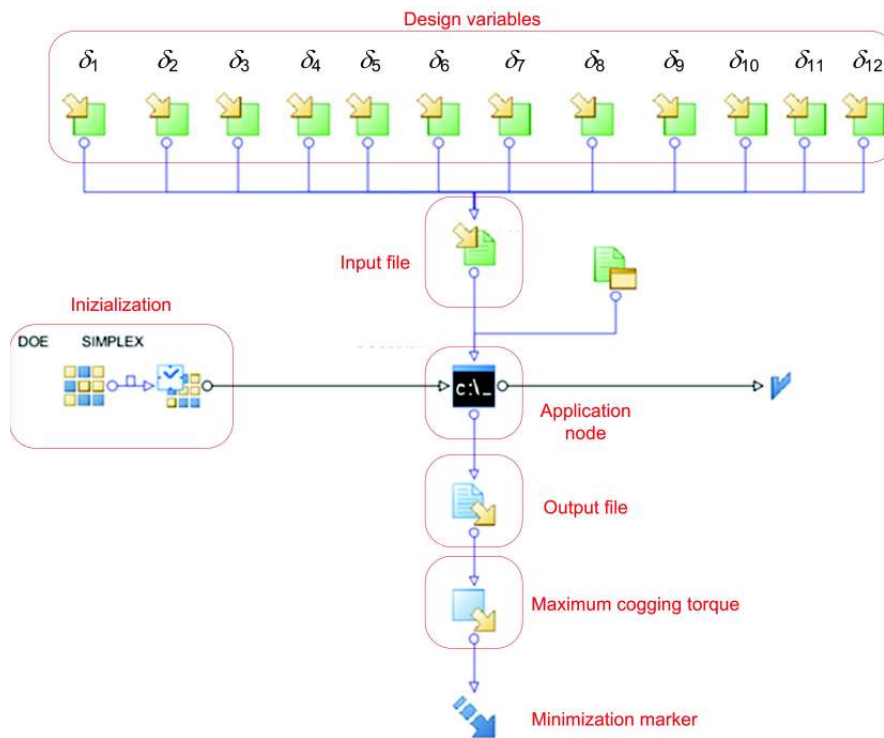 Design variables
δ1 δ2 δ3 δ4 δ5 δ6 δ7 δ8 δ9 δ10 δ11 δ12
Input file
Inizialization
DOE SIMPLEX
c:\_
Application
node
Output file
Maximum cogging torque
Minimization marker